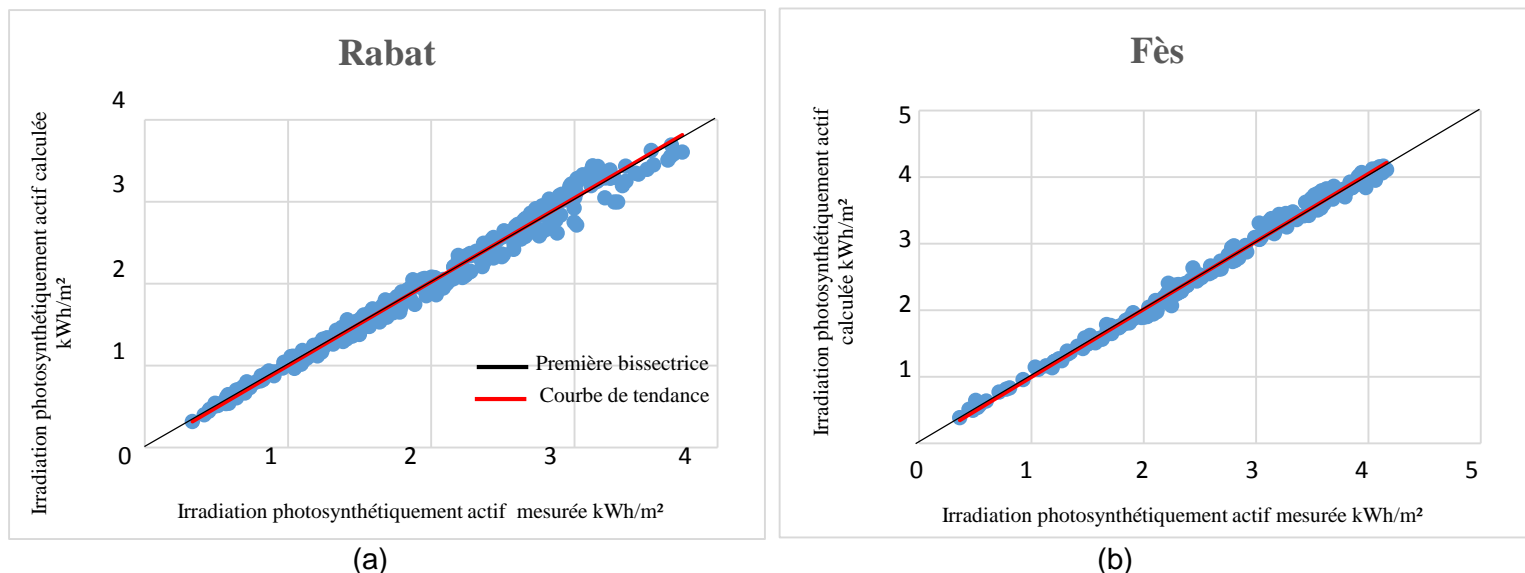 Rabat
Irradiation photosynthétiquement actif calculée
kWh/m²
4
3
2
1
0
0 1 2 3 4
Première bissectrice
Courbe de tendance
Irradiation photosynthétiquement actif mesurée kWh/m²
(a)
Fès
Irradiation photosynthétiquement actif
calculée kWh/m²
5
4
3
2
1
0 1 2 3 4 5
Irradiation photosynthétiquement actif mesurée kWh/m²
(b)